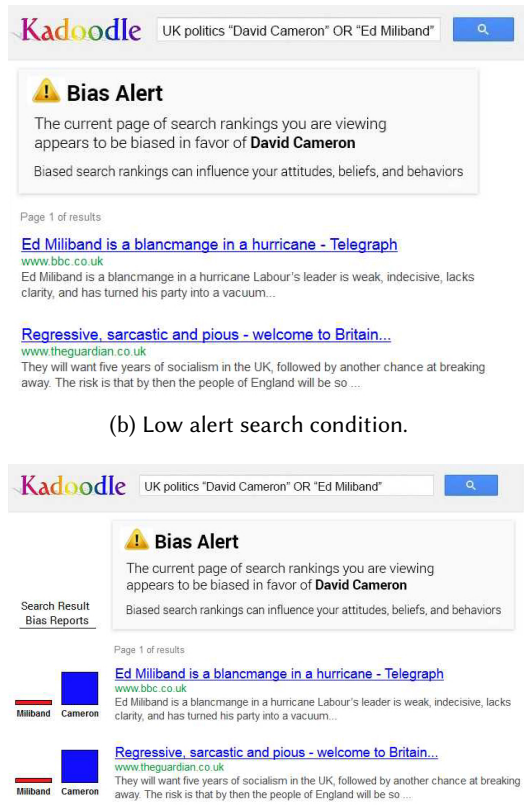 Kadoodle
UK politics “David Cameron” OR “Ed Miliband”
Bias Alert
The current page of search rankings you are viewing
appears to be biased in favor of David Cameron
Biased search rankings can influence your attitudes, beliefs, and behaviors
Page 1 of results
Ed Miliband is a blancmange in a hurricane - Telegraph
www.bbc.co.uk
Ed Miliband is a blancmange in a hurricane Labour’s leader is weak, indecisive, lacks
clarity, and has turned his party into a vacuum...
Regressive, sarcastic and pious - welcome to Britain...
www.theguardian.co.uk
They will want five years of socialism in the UK, followed by another chance at breaking
away. The risk is that by then the people of England will be so ...
(b) Low alert search condition.
Kadoodle
UK politics “David Cameron” OR “Ed Miliband”
Bias Alert
The current page of search rankings you are viewing
appears to be biased in favor of David Cameron
Biased search rankings can influence your attitudes, beliefs, and behaviors
Search Result
Bias Reports
Page 1 of results
Ed Miliband is a blancmange in a hurricane - Telegraph
www.bbc.co.uk
Ed Miliband is a blancmange in a hurricane Labour’s leader is weak, indecisive, lacks
clarity, and has turned his party into a vacuum...
Miliband Cameron
Regressive, sarcastic and pious - welcome to Britain...
www.theguardian.co.uk
They will want five years of socialism in the UK, followed by another chance at breaking
away. The risk is that by then the people of England will be so ...
Miliband Cameron